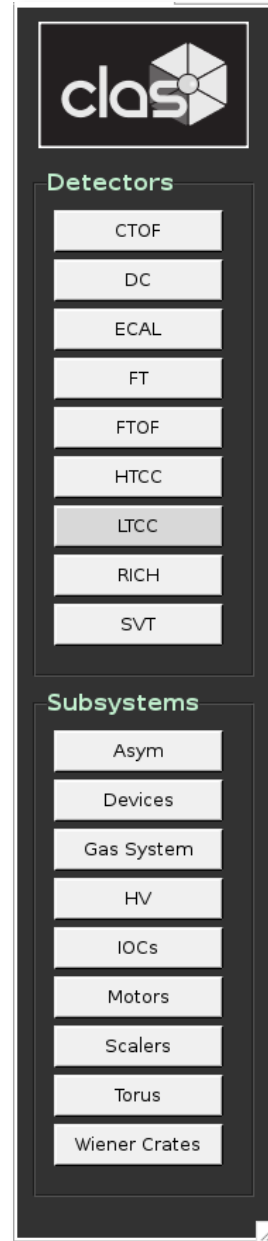 clas
Detectors
CTOF
DC
ECAL
FT
FTOF
HTCC
LTCC
RICH
SVT
Subsystems
Asym
Devices
Gas System
HV
IOCs
Motors
Scalers
Torus
Wiener Crates